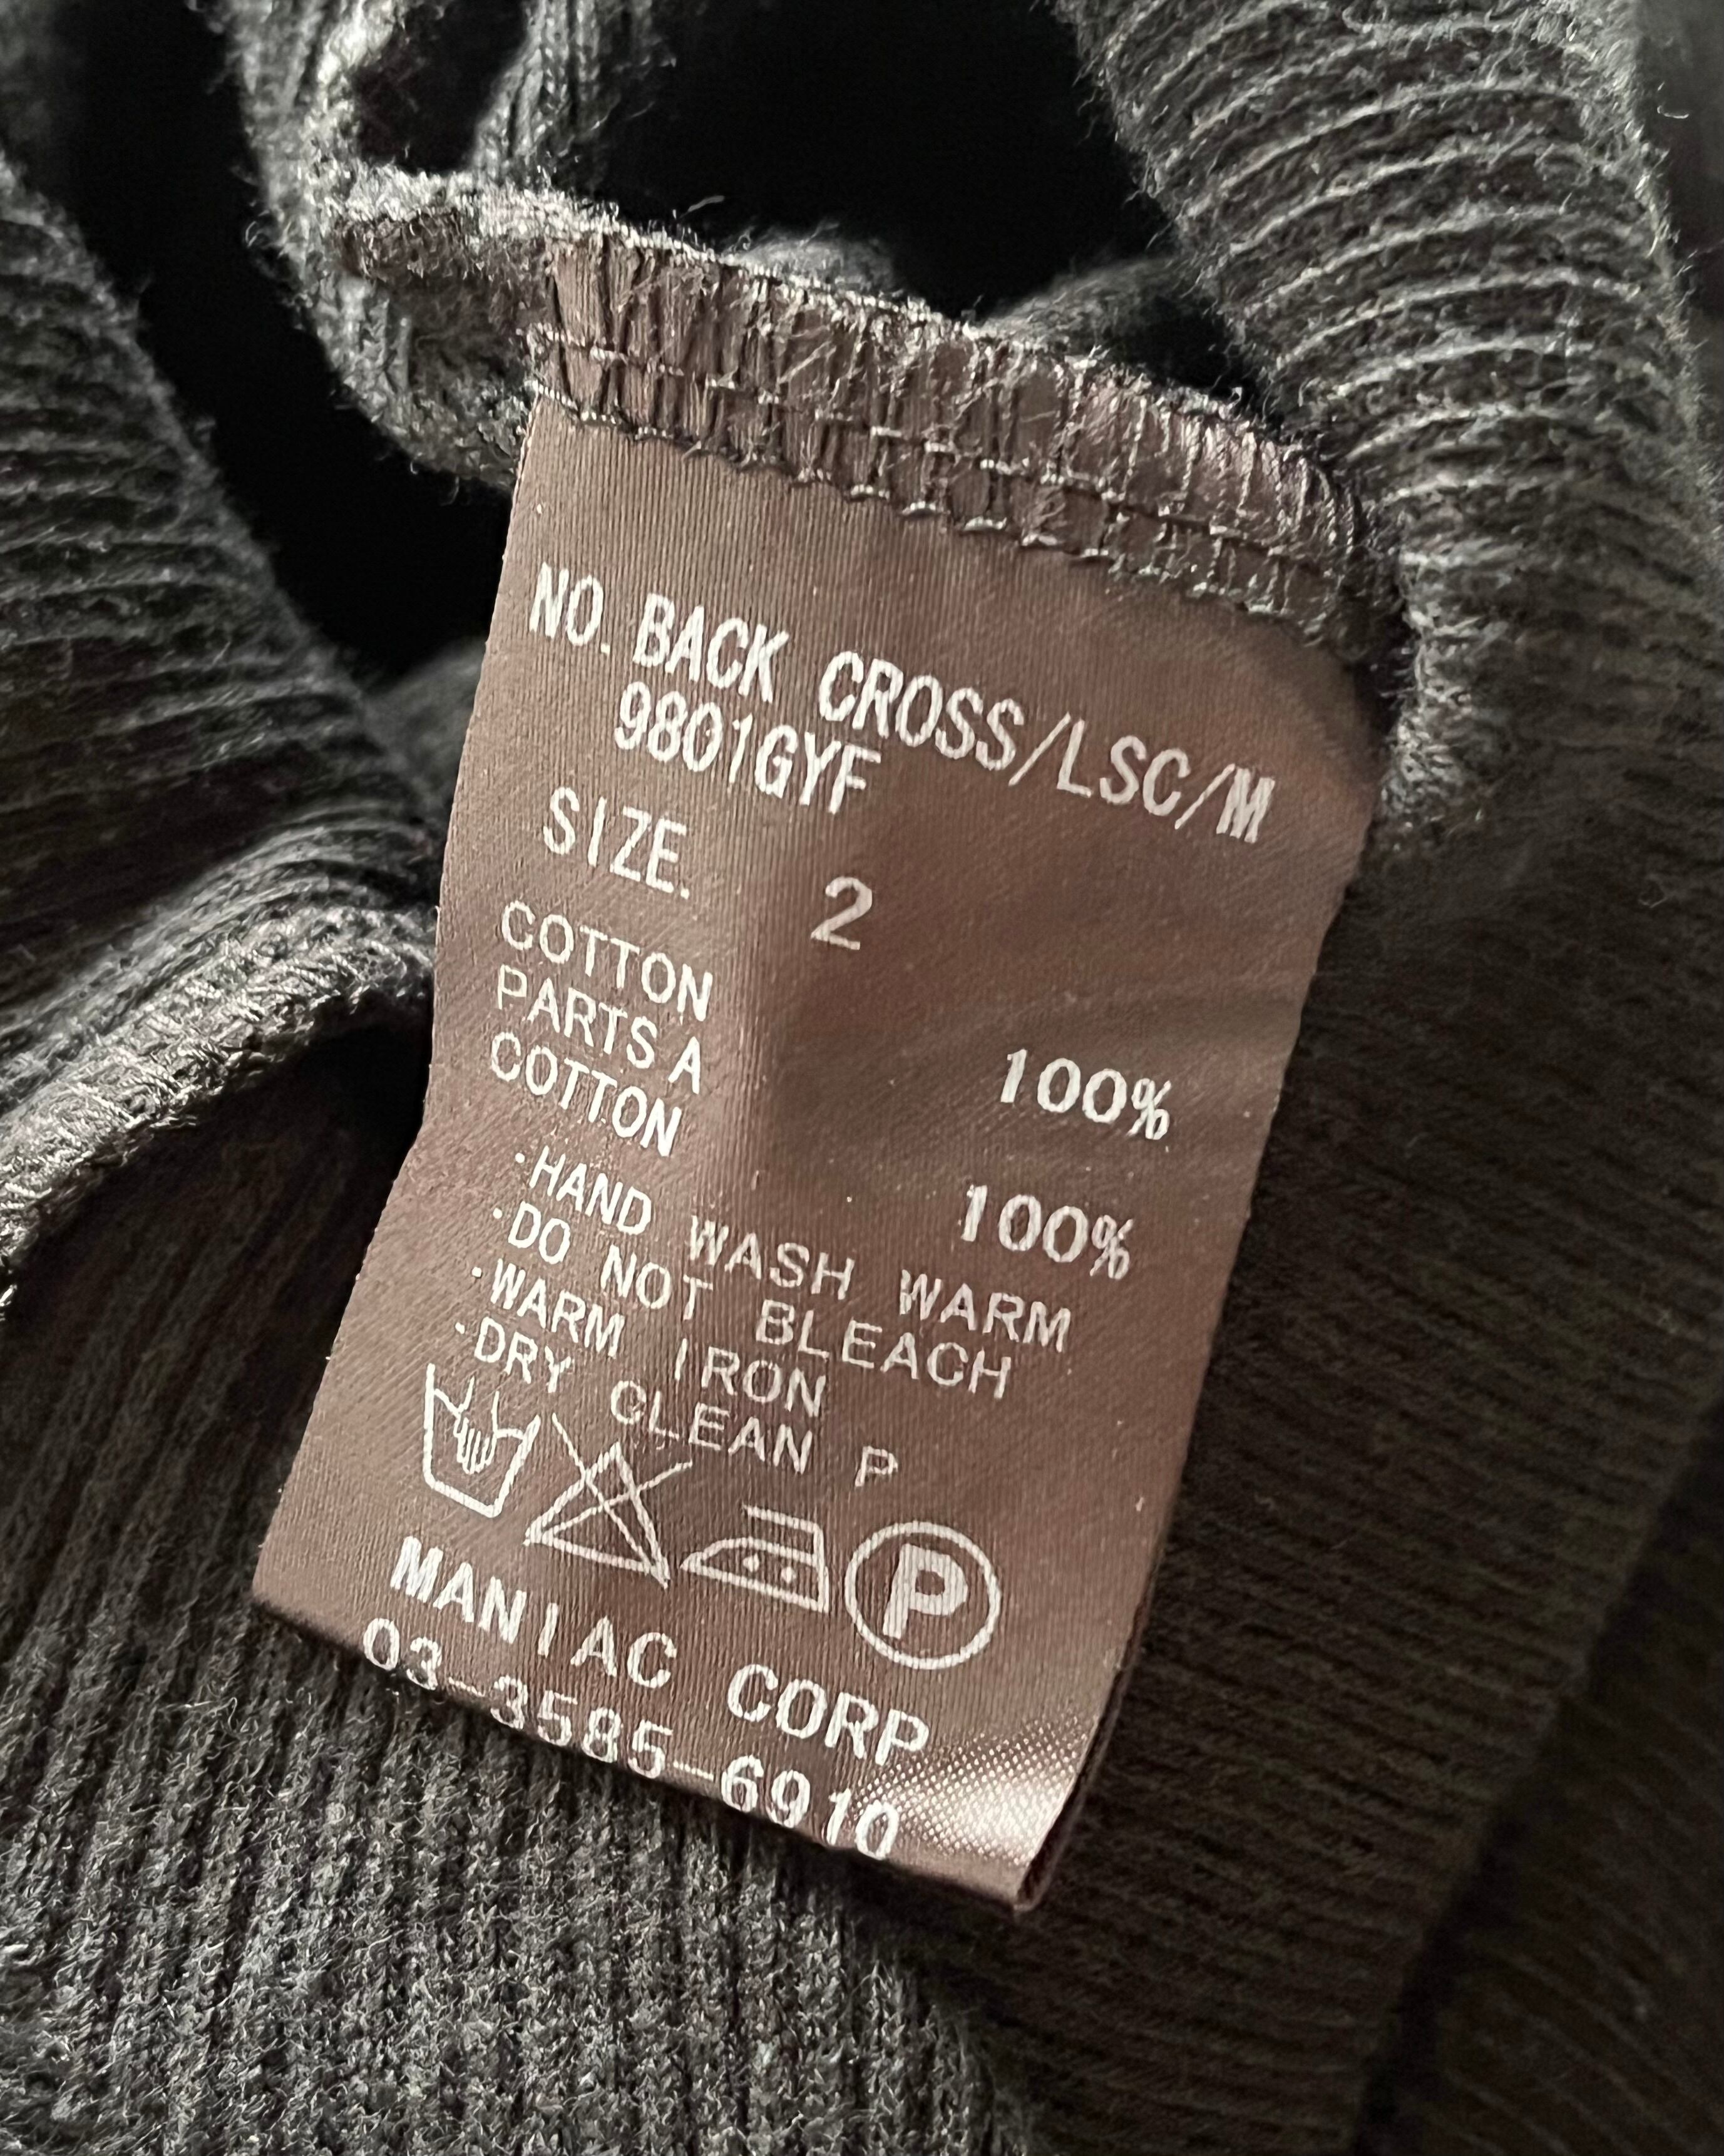 NO. BACK CROSS/LSC/M
9801GYF
SIZE. 2
COTTON 100%
PARTS A
COTTON 100%
·HAND WASH WARM
·DO NOT BLEACH
·WARM IRON
·DRY CLEAN P
P
MANIAC CORP
03-3585-6910